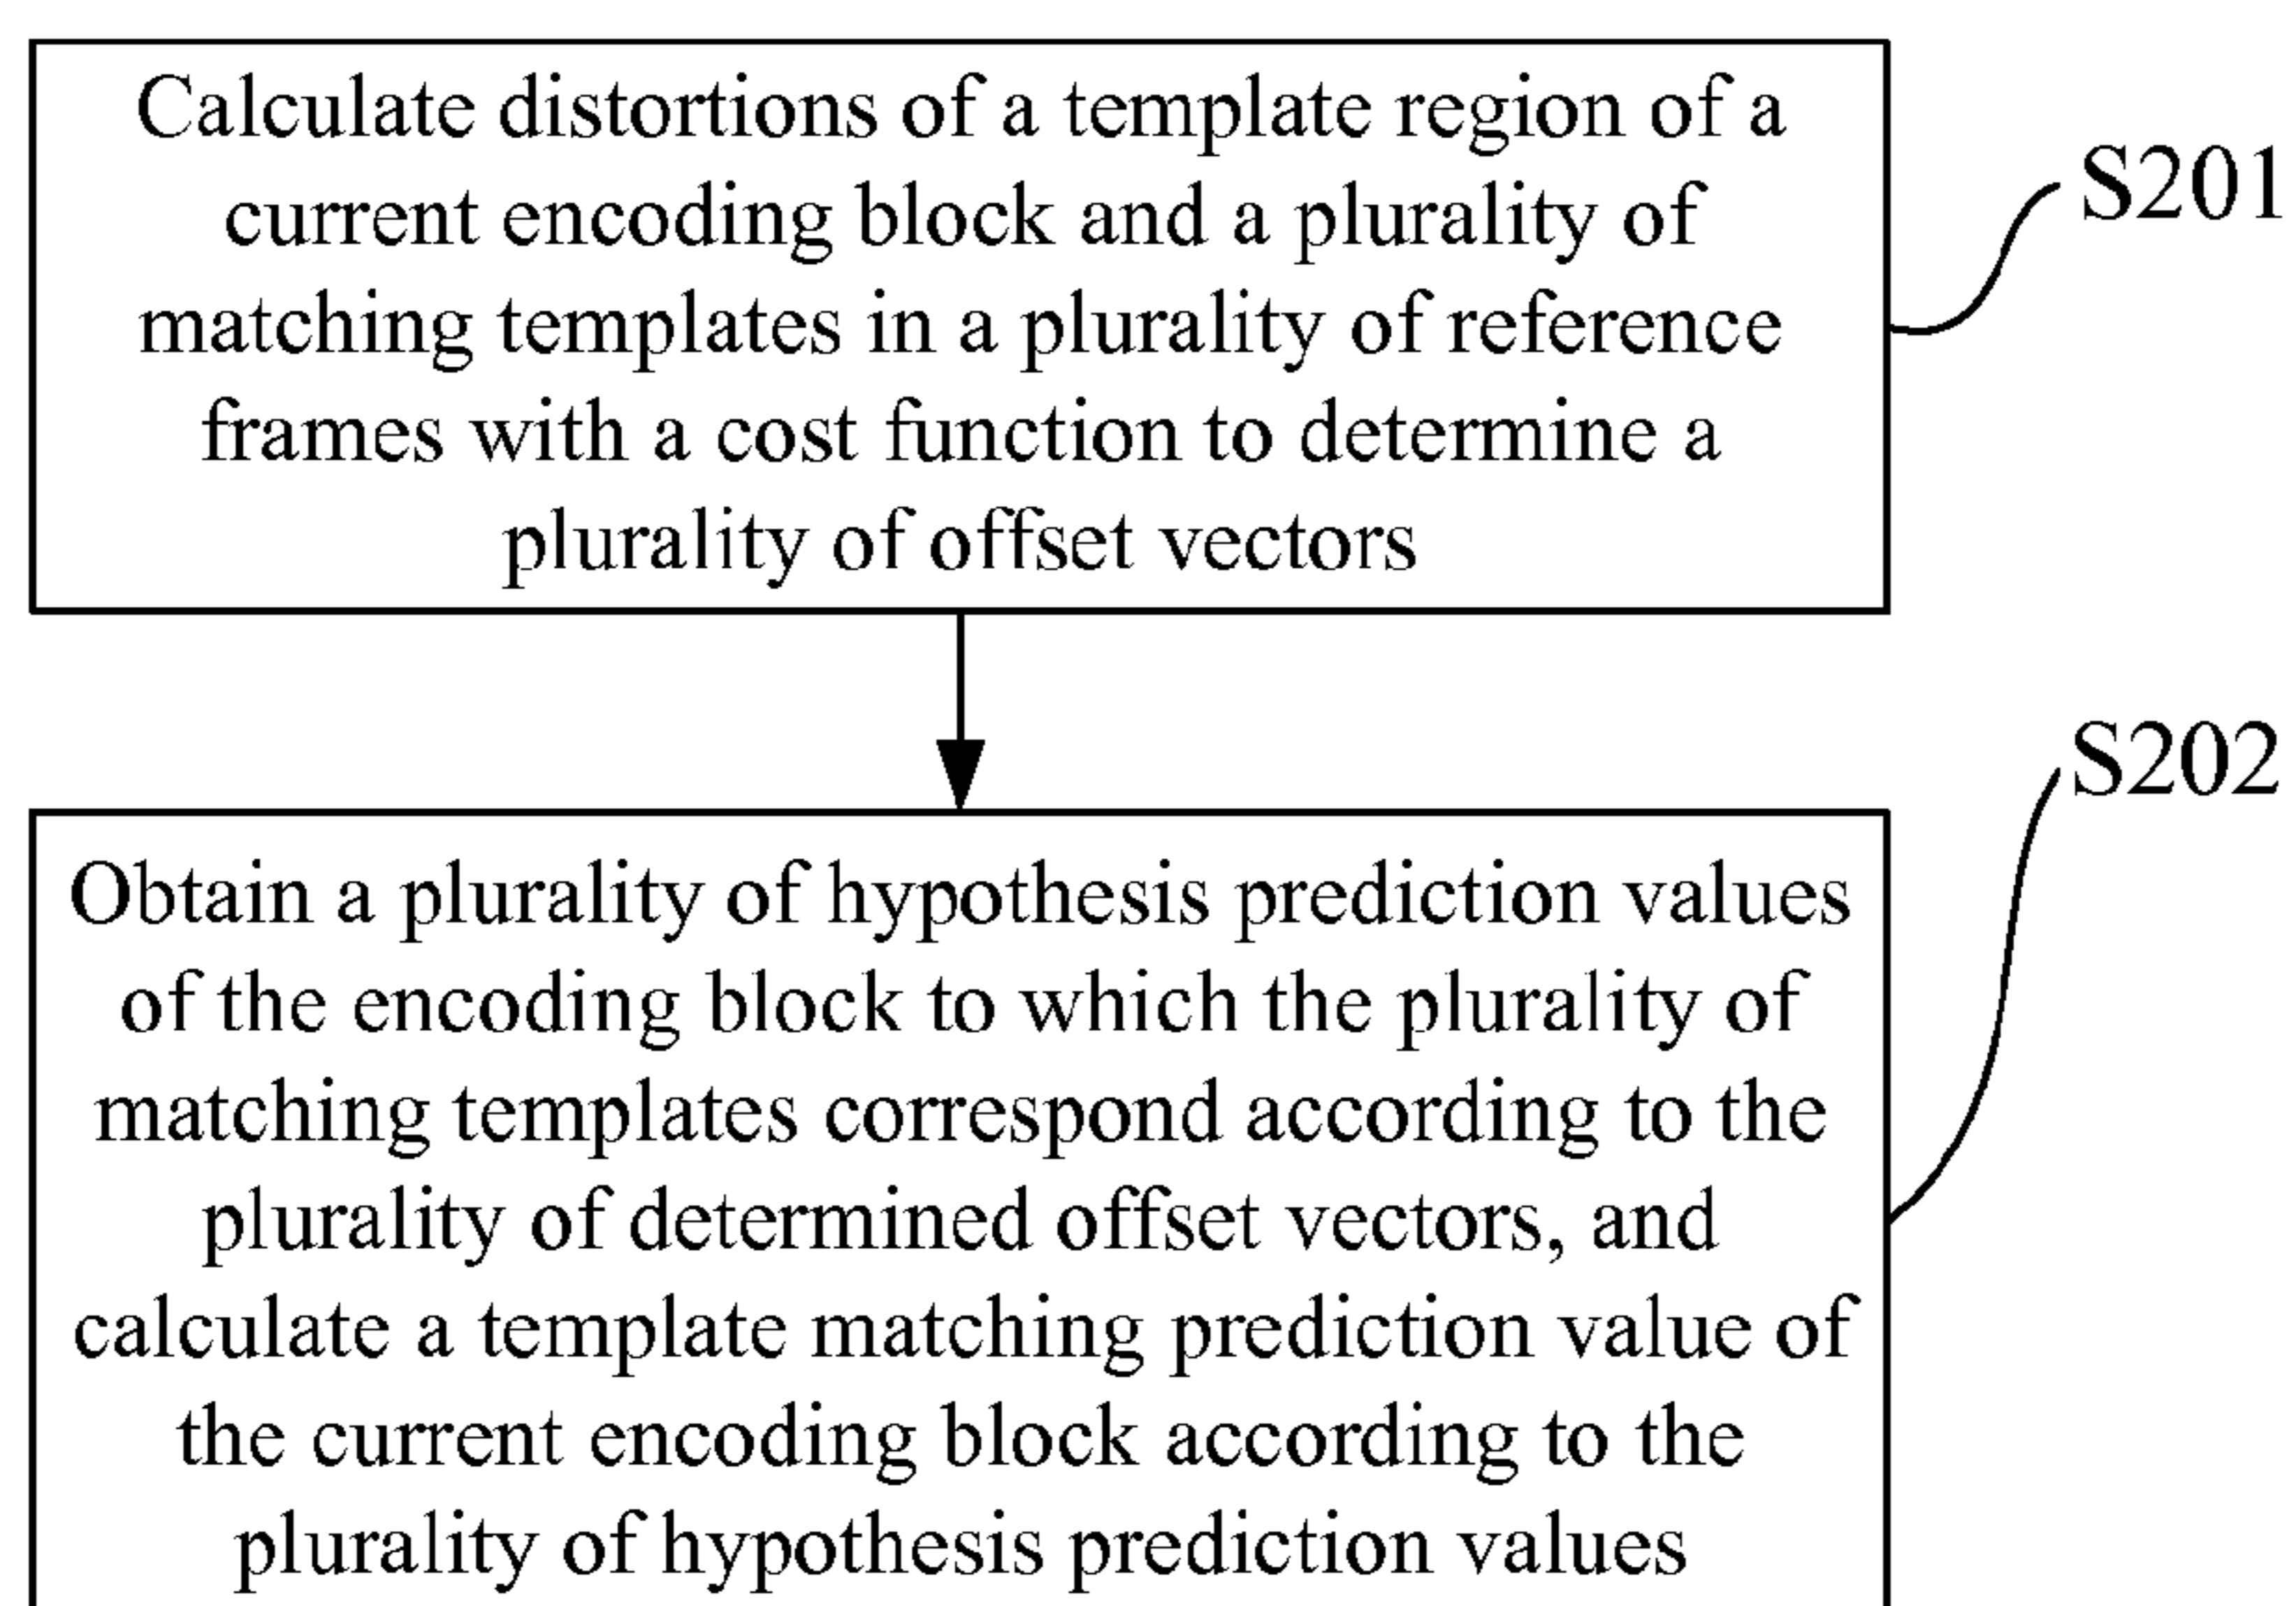 Calculate distortions of a template region of a
current encoding block and a plurality of
matching templates in a plurality of reference
frames with a cost function to determine a
plurality of offset vectors
S201
S202
Obtain a plurality of hypothesis prediction values
of the encoding block to which the plurality of
matching templates correspond according to the
plurality of determined offset vectors, and
calculate a template matching prediction value of
the current encoding block according to the
plurality of hypothesis prediction values